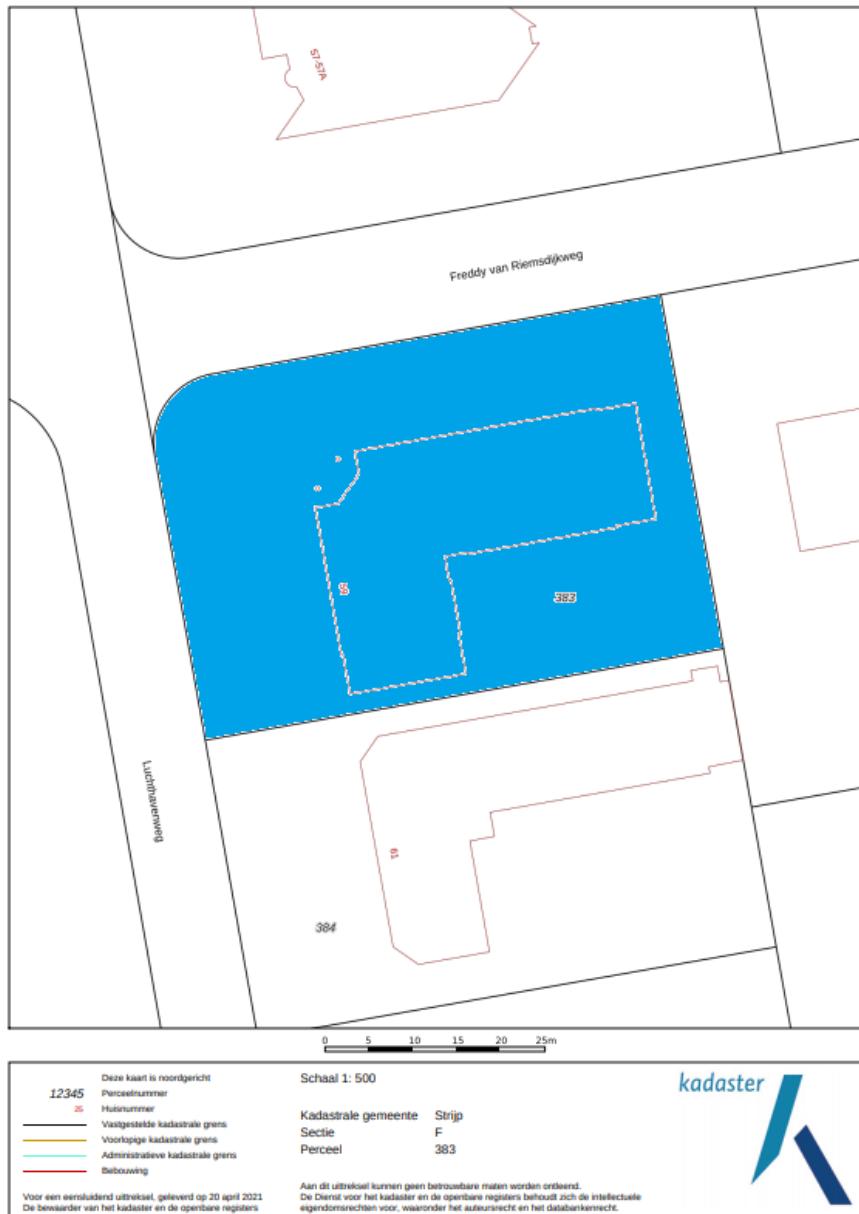 57-57A
Freddy van Riemsdijkweg
59
383
Luchthavenweg
61
384
0 5 10 15 20 25m
Deze kaart is noordgericht
12345 Perceelnummer
25 Huisnummer
Vastgestelde kadastrale grens
Voorlopige kadastrale grens
Administratieve kadastrale grens
Bebouwing
Voor een eensluidend uittreksel, geleverd op 20 april 2021
De bewaarder van het kadaster en de openbare registers
Schaal 1: 500
Kadastrale gemeente Strijp
Sectie F
Perceel 383
Aan dit uittreksel kunnen geen betrouwbare maten worden ontleend.
De Dienst voor het kadaster en de openbare registers behoudt zich de intellectuele
eigendomsrechten voor, waaronder het auteursrecht en het databankenrecht.
kadaster